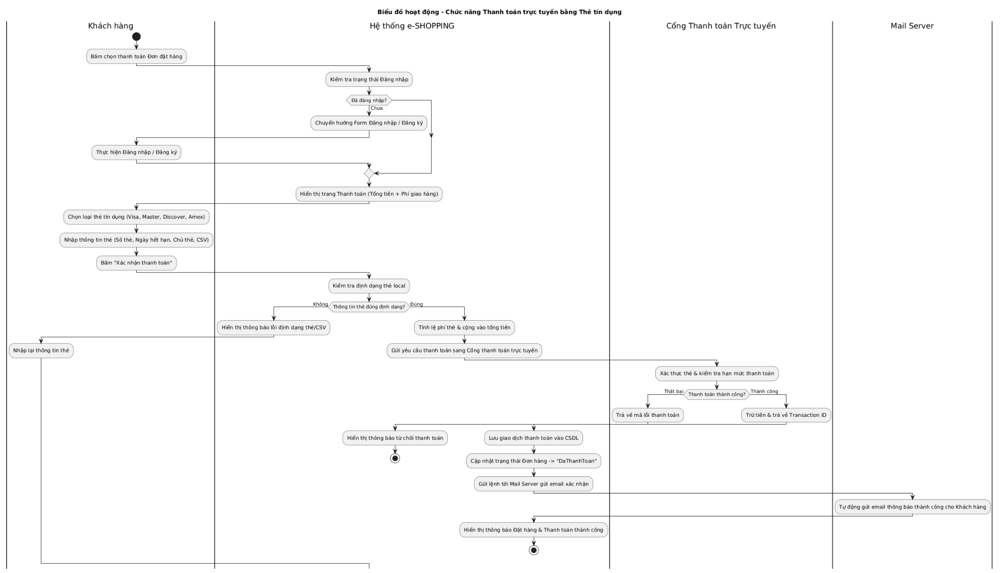 Biểu đồ hoạt động - Chức năng Thanh toán trực tuyến bằng Thẻ tín dụng
Khách hàng
Hệ thống e-SHOPPING
Cổng Thanh toán Trực tuyến
Mail Server
Bấm chọn thanh toán Đơn đặt hàng
Kiểm tra trạng thái Đăng nhập
Đã đăng nhập?
Chưa
Chuyển hướng Form Đăng nhập / Đăng ký
Thực hiện Đăng nhập / Đăng ký
Hiển thị trang Thanh toán (Tổng tiền + Phí giao hàng)
Chọn loại thẻ tín dụng (Visa, Master, Discover, Amex)
Nhập thông tin thẻ (Số thẻ, Ngày hết hạn, Chủ thẻ, CSV)
Bấm "Xác nhận thanh toán"
Kiểm tra định dạng thẻ local
Không
Thông tin thẻ đúng định dạng?
Đúng
Hiển thị thông báo lỗi định dạng thẻ/CSV
Tính lệ phí thẻ & cộng vào tổng tiền
Nhập lại thông tin thẻ
Gửi yêu cầu thanh toán sang Cổng thanh toán trực tuyến
Xác thực thẻ & kiểm tra hạn mức thanh toán
Thất bại
Thanh toán thành công?
Thành công
Trả về mã lỗi thanh toán
Trừ tiền & trả về Transaction ID
Hiển thị thông báo từ chối thanh toán
Lưu giao dịch thanh toán vào CSDL
Cập nhật trạng thái Đơn hàng -> "DaThanhToan"
Gửi lệnh tới Mail Server gửi email xác nhận
Tự động gửi email thông báo thành công cho Khách hàng
Hiển thị thông báo Đặt hàng & Thanh toán thành công